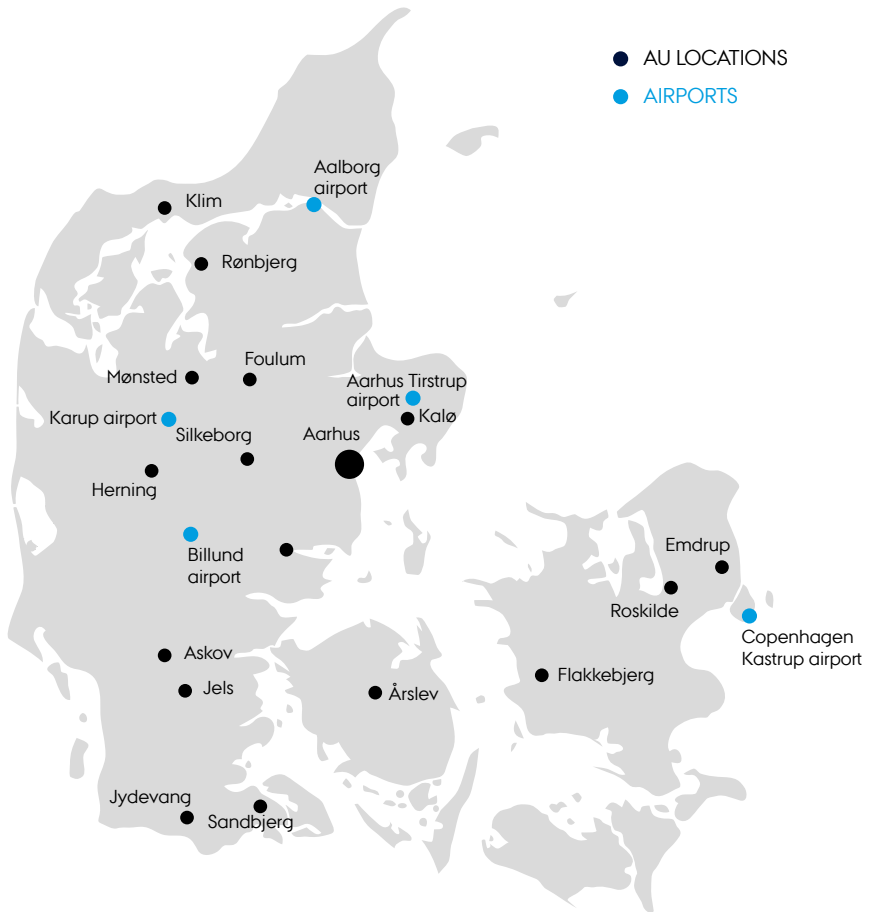 AU LOCATIONS
AIRPORTS
Aalborg
airport
Klim
Rønbjerg
Foulum
Mønsted
Aarhus Tirstrup
airport
Kalø
Karup airport
Silkeborg
Aarhus
Herning
Billund
airport
Emdrup
Roskilde
Copenhagen
Kastrup airport
Askov
Jels
Årslev
Flakkebjerg
Jydevang
Sandbjerg